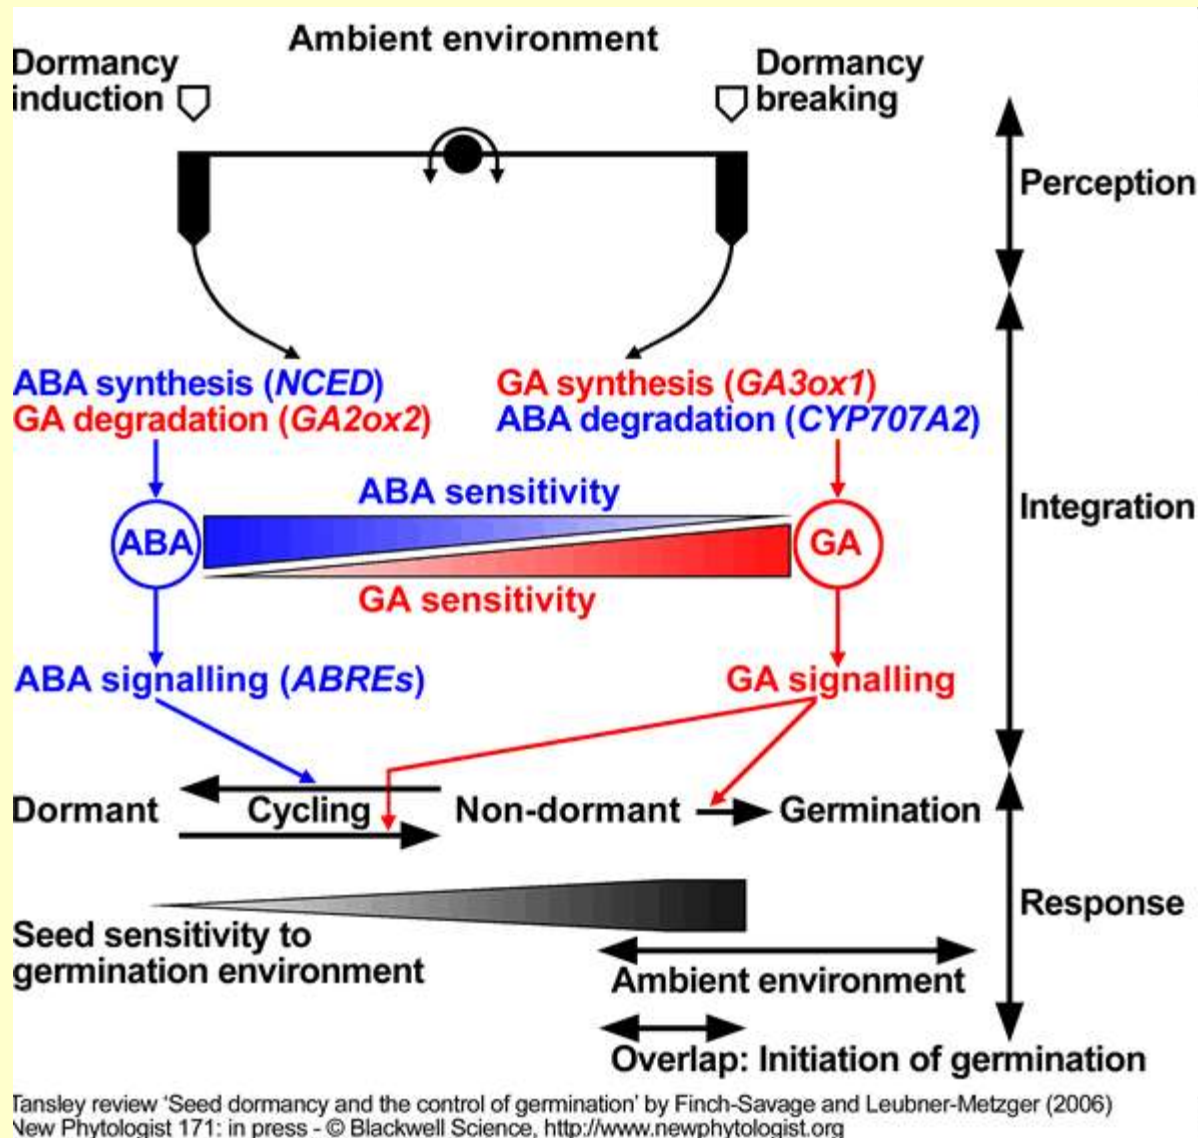 Ambient environment
Dormancy
induction
Dormancy
breaking
Perception
ABA synthesis (NCED)
GA degradation (GA2ox2)
GA synthesis (GA3ox1)
ABA degradation (CYP707A2)
ABA sensitivity
ABA
GA
Integration
GA sensitivity
ABA signalling (ABREs)
GA signalling
Dormant
Cycling
Non-dormant
Germination
Response
Seed sensitivity to
germination environment
Ambient environment
Overlap: Initiation of germination
Tansley review 'Seed dormancy and the control of germination' by Finch-Savage and Leubner-Metzger (2006)
New Phytologist 171: in press - © Blackwell Science, http://www.newphytologist.org